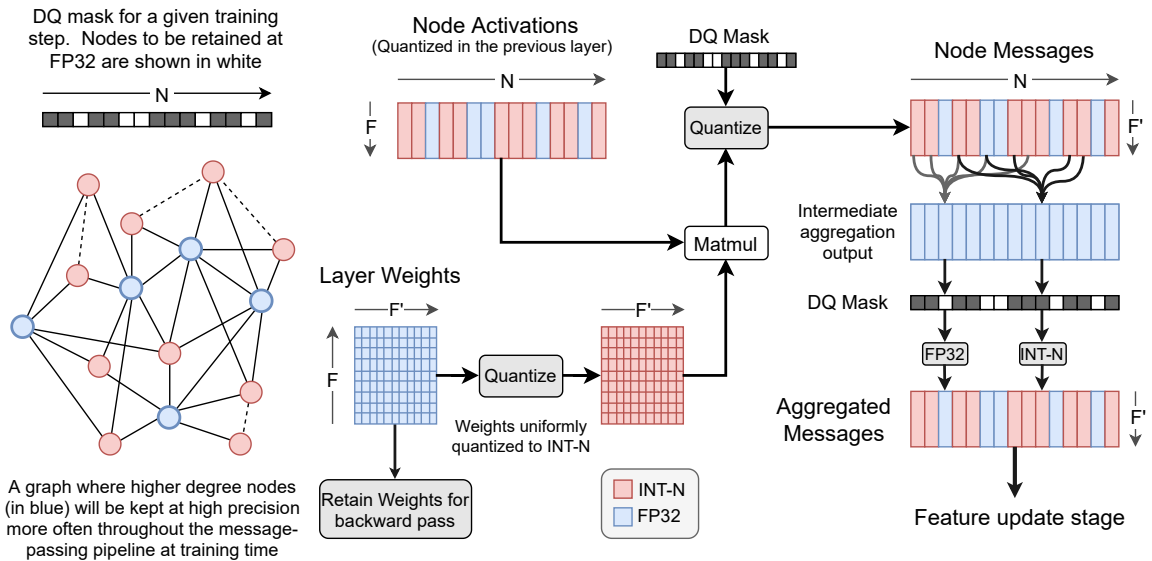 DQ mask for a given training
step. Nodes to be retained at
FP32 are shown in white
N
A graph where higher degree nodes
(in blue) will be kept at high precision
more often throughout the message-
passing pipeline at training time
Node Activations
(Quantized in the previous layer)
N
F
DQ Mask
Quantize
Matmul
Layer Weights
F'
F
Quantize
F'
Weights uniformly
quantized to INT-N
Retain Weights for
backward pass
INT-N
FP32
Node Messages
N
F'
Intermediate
aggregation
output
DQ Mask
FP32
INT-N
Aggregated
Messages
F'
Feature update stage